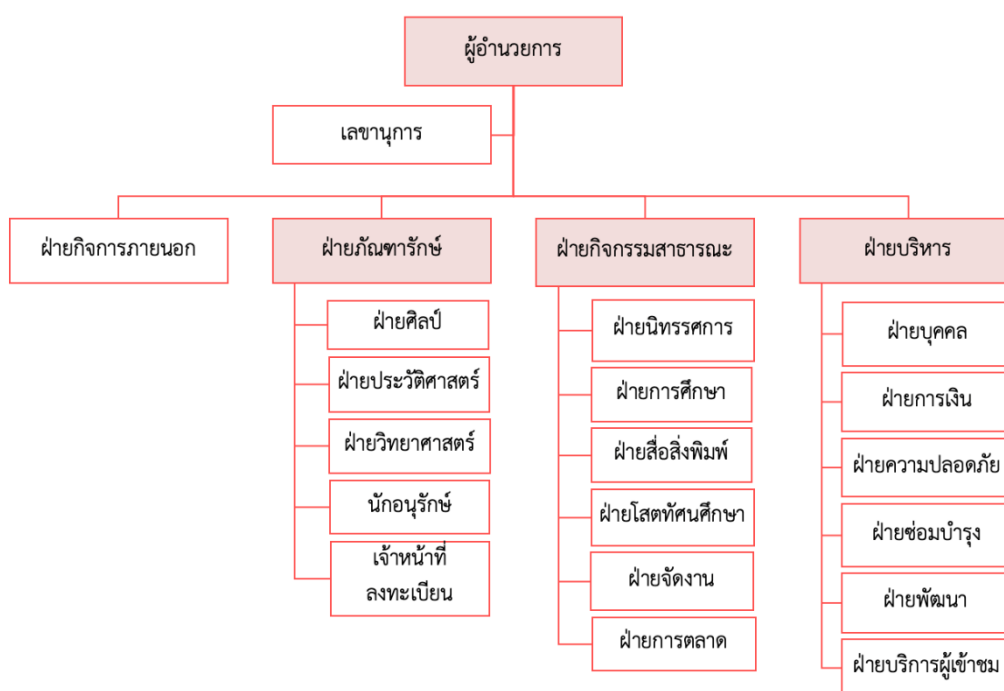 ผู้อำนวยการ
เลขานุการ
ฝ่ายกิจการภายนอก
ฝ่ายภัณฑารักษ์
ฝ่ายศิลป์
ฝ่ายประวัติศาสตร์
ฝ่ายวิทยาศาสตร์
นักอนุรักษ์
เจ้าหน้าที่
ลงทะเบียน
ฝ่ายกิจกรรมสาธารณะ
ฝ่ายนิทรรศการ
ฝ่ายการศึกษา
ฝ่ายสื่อสิ่งพิมพ์
ฝ่ายโสตทัศนศึกษา
ฝ่ายจัดงาน
ฝ่ายการตลาด
ฝ่ายบริหาร
ฝ่ายบุคคล
ฝ่ายการเงิน
ฝ่ายความปลอดภัย
ฝ่ายซ่อมบำรุง
ฝ่ายพัฒนา
ฝ่ายบริการผู้เข้าชม